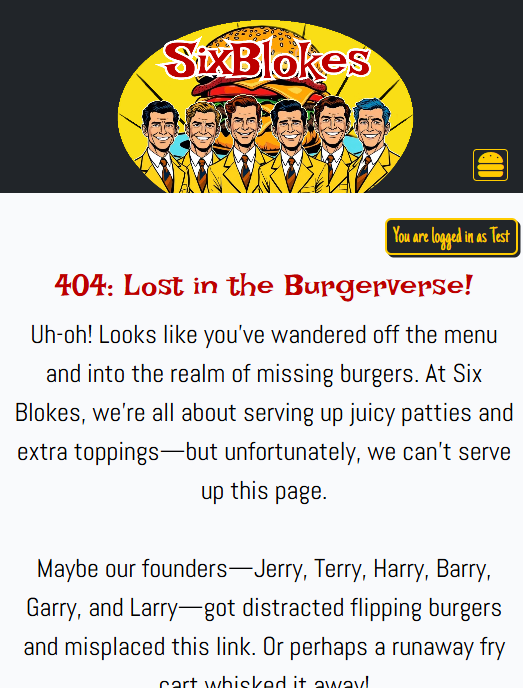 SixBlokes
You are logged in as Test
404: Lost in the Burgerverse!
Uh-oh! Looks like you've wandered off the menu
and into the realm of missing burgers. At Six
Blokes, we're all about serving up juicy patties and
extra toppings—but unfortunately, we can't serve
up this page.
Maybe our founders—Jerry, Terry, Harry, Barry,
Garry, and Larry—got distracted flipping burgers
and misplaced this link. Or perhaps a runaway fry
cart whisked it away!